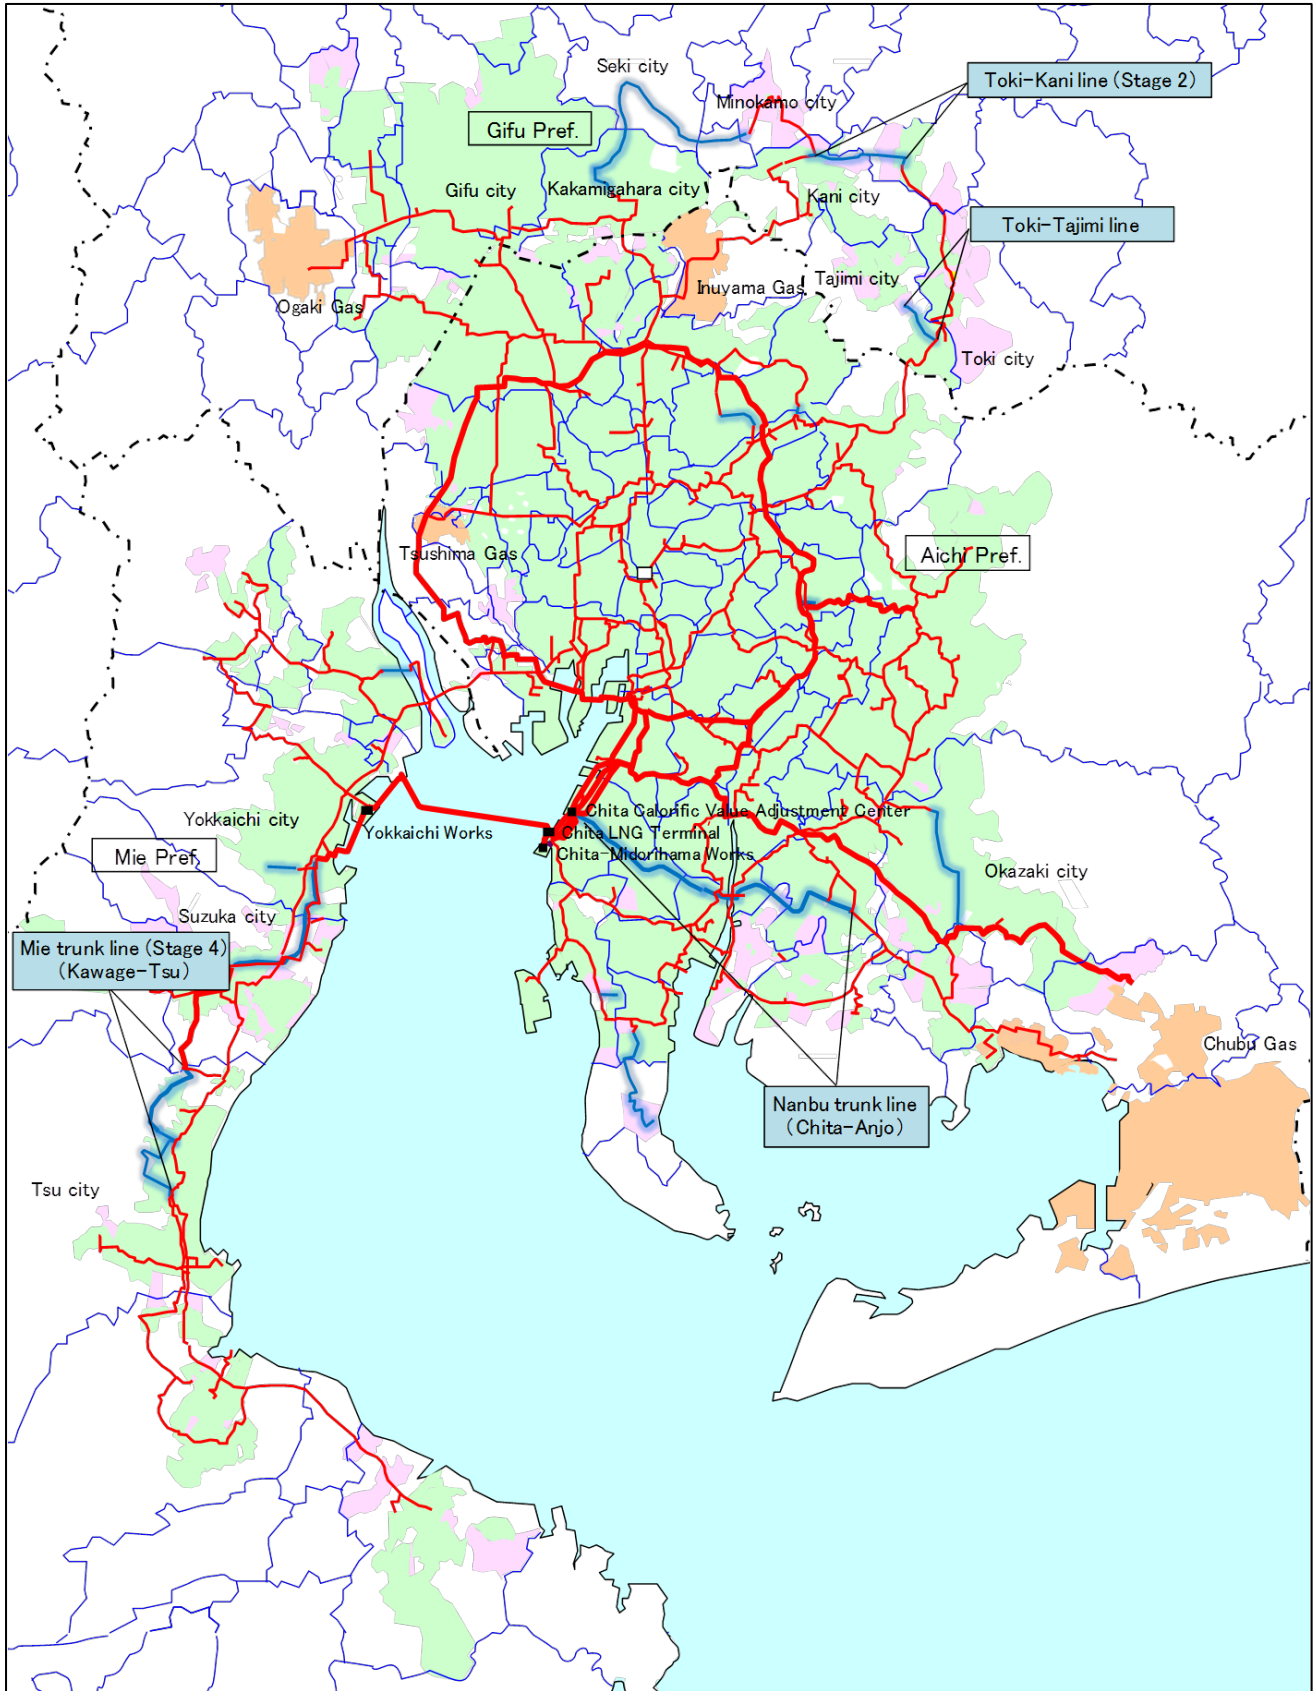 Seki city
Toki-Kani line (Stage 2)
Minokamo city
Gifu Pref.
Gifu city
Kakamigahara city
Kani city
Toki-Tajimi line
Tajimi city
Inuyama Gas
Ogaki Gas
Toki city
Tsushima Gas
Aichi Pref.
Chita Calorific Value Adjustment Center
Yokkaichi city
Yokkaichi Works
Chita LNG Terminal
Chita-Midorihama Works
Mie Pref.
Okazaki city
Suzuka city
Mie trunk line (Stage 4)
(Kawage-Tsu)
Chubu Gas
Nanbu trunk line
(Chita-Anjo)
Tsu city